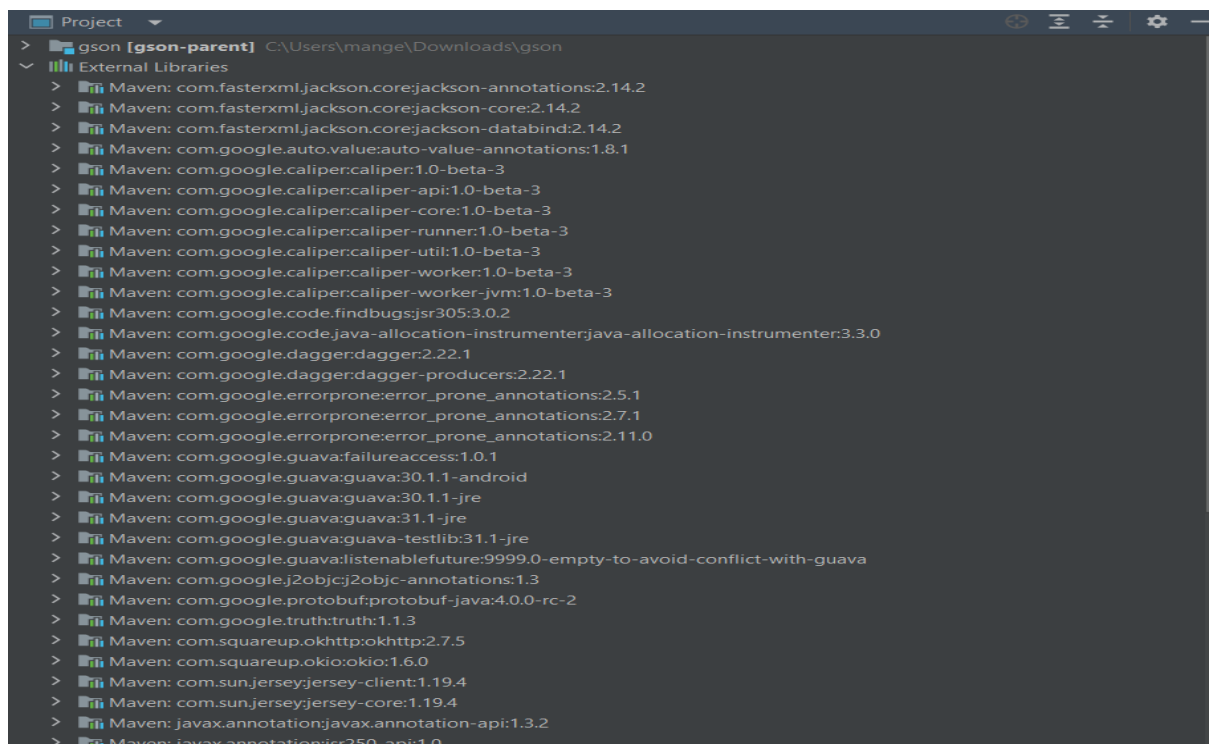 Project
gson [gson-parent] C:\Users\mange\Downloads\gson
External Libraries
Maven: com.fasterxml.jackson.core:jackson-annotations:2.14.2
Maven: com.fasterxml.jackson.core:jackson-core:2.14.2
Maven: com.fasterxml.jackson.core:jackson-databind:2.14.2
Maven: com.google.auto.value:auto-value-annotations:1.8.1
Maven: com.google.caliper:caliper:1.0-beta-3
Maven: com.google.caliper:caliper-api:1.0-beta-3
Maven: com.google.caliper:caliper-core:1.0-beta-3
Maven: com.google.caliper:caliper-runner:1.0-beta-3
Maven: com.google.caliper:caliper-util:1.0-beta-3
Maven: com.google.caliper:caliper-worker:1.0-beta-3
Maven: com.google.caliper:caliper-worker-jvm:1.0-beta-3
Maven: com.google.code.findbugs:jsr305:3.0.2
Maven: com.google.code.java-allocation-instrumenter:java-allocation-instrumenter:3.3.0
Maven: com.google.dagger:dagger:2.22.1
Maven: com.google.dagger:dagger-producers:2.22.1
Maven: com.google.errorprone:error_prone_annotations:2.5.1
Maven: com.google.errorprone:error_prone_annotations:2.7.1
Maven: com.google.errorprone:error_prone_annotations:2.11.0
Maven: com.google.guava:failureaccess:1.0.1
Maven: com.google.guava:guava:30.1.1-android
Maven: com.google.guava:guava:30.1.1-jre
Maven: com.google.guava:guava:31.1-jre
Maven: com.google.guava:guava-testlib:31.1-jre
Maven: com.google.guava:listenablefuture:9999.0-empty-to-avoid-conflict-with-guava
Maven: com.google.j2objc:j2objc-annotations:1.3
Maven: com.google.protobuf:protobuf-java:4.0.0-rc-2
Maven: com.google.truth:truth:1.1.3
Maven: com.squareup.okhttp:okhttp:2.7.5
Maven: com.squareup.okio:okio:1.6.0
Maven: com.sun.jersey:jersey-client:1.19.4
Maven: com.sun.jersey:jersey-core:1.19.4
Maven: javax.annotation:javax.annotation-api:1.3.2
Maven: javax.annotation:jsr250-api:1.0